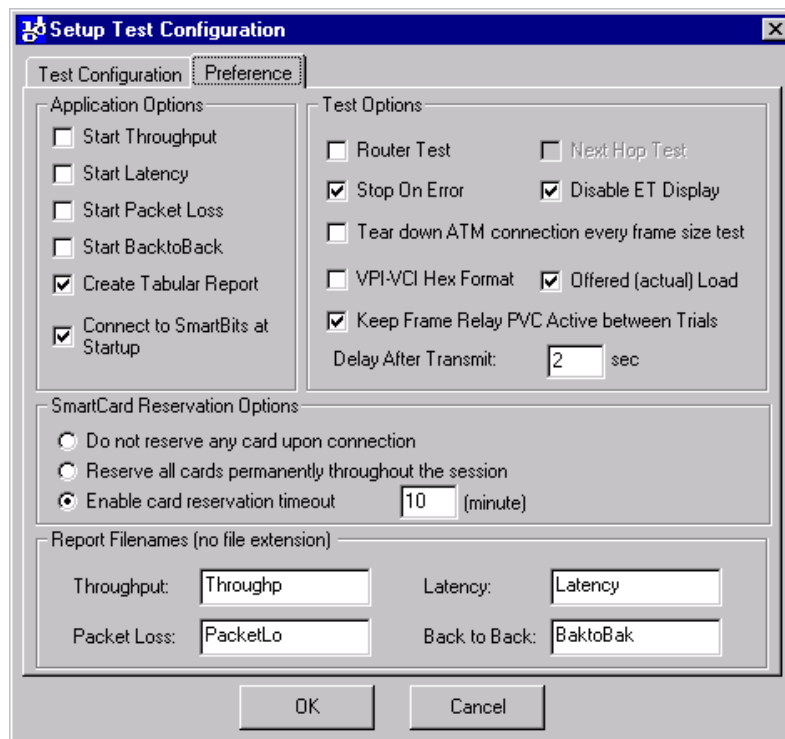 Setup Test Configuration
Test Configuration
Preference
Application Options
Start Throughput
Start Latency
Start Packet Loss
Start BacktoBack
Create Tabular Report
Connect to SmartBits at
Startup
Test Options
Router Test
Next Hop Test
Stop On Error
Disable ET Display
Tear down ATM connection every frame size test
VPI-VCI Hex Format
Offered (actual) Load
Keep Frame Relay PVC Active between Trials
Delay After Transmit: 2 sec
SmartCard Reservation Options
Do not reserve any card upon connection
Reserve all cards permanently throughout the session
Enable card reservation timeout 10 (minute)
Report Filenames (no file extension)
Throughput: Throughp
Latency: Latency
Packet Loss: PacketLo
Back to Back: BaktoBak
OK
Cancel